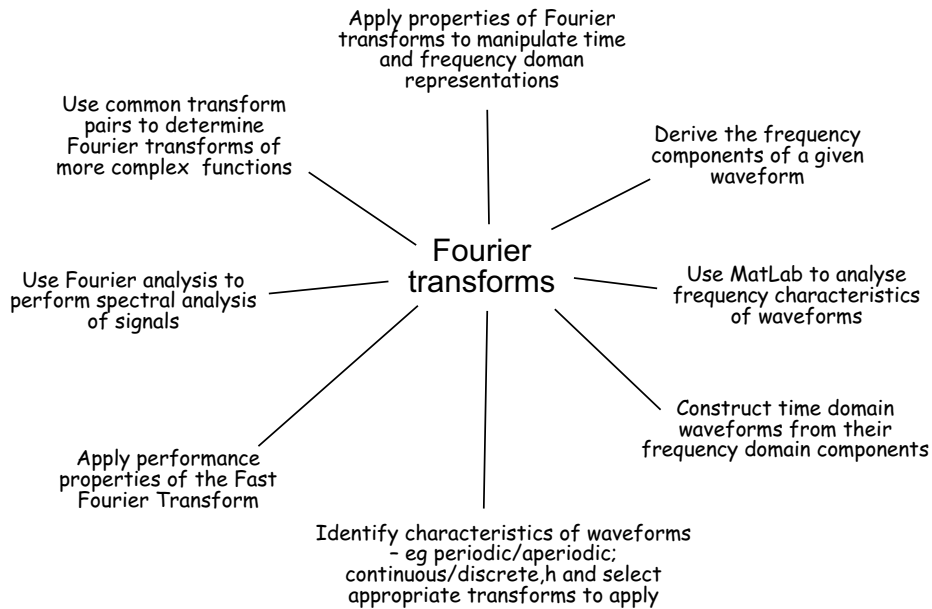 Apply properties of Fourier
transforms to manipulate time
and frequency doman
representations
Use common transform
pairs to determine
Fourier transforms of
more complex functions
Derive the frequency
components of a given
waveform
Fourier
transforms
Use Fourier analysis to
perform spectral analysis
of signals
Use MatLab to analyse
frequency characteristics
of waveforms
Construct time domain
waveforms from their
frequency domain components
Apply performance
properties of the Fast
Fourier Transform
Identify characteristics of waveforms
– eg periodic/aperiodic;
continuous/discrete,h and select
appropriate transforms to apply